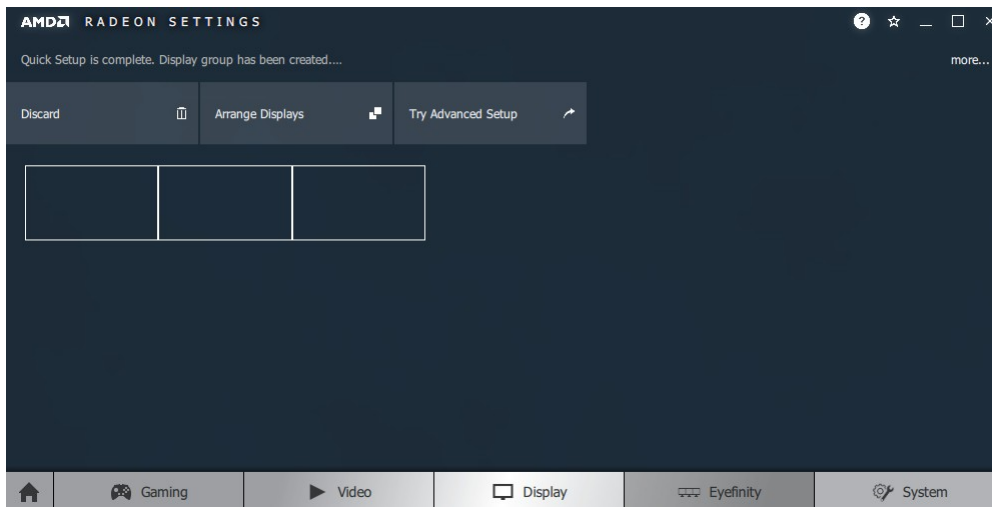 AMD RADEON SETTINGS
Quick Setup is complete. Display group has been created.... more...
Discard Arrange Displays Try Advanced Setup
Gaming Video Display Eyefinity System